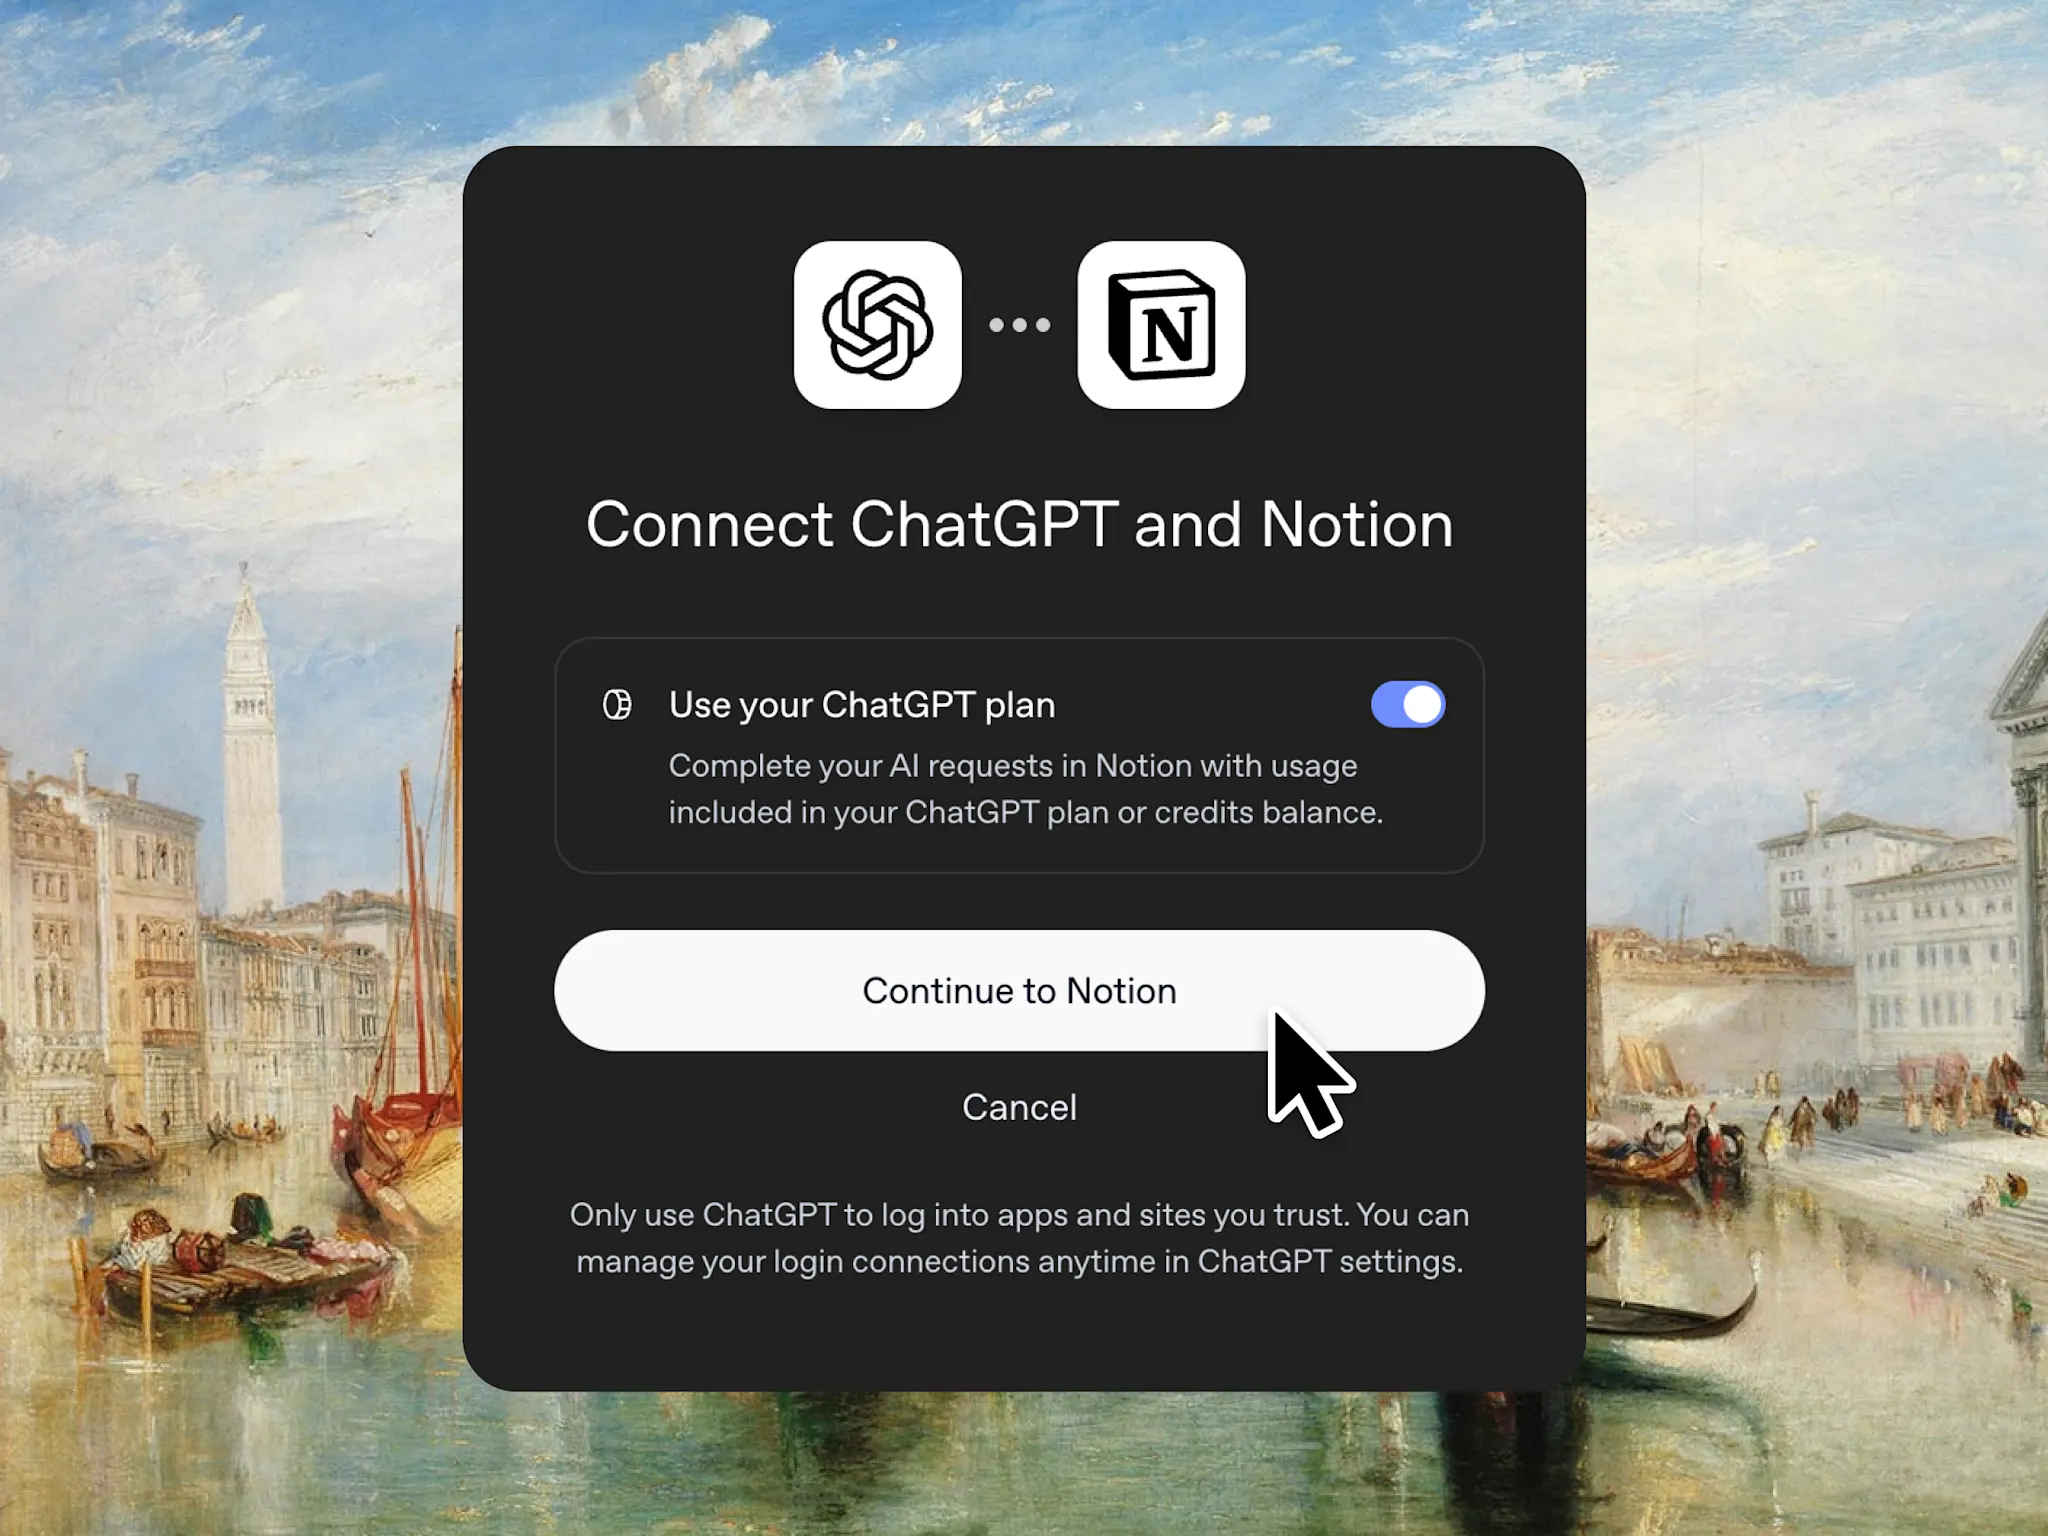 N
Connect ChatGPT and Notion
Use your ChatGPT plan
Complete your AI requests in Notion with usage
included in your ChatGPT plan or credits balance.
Continue to Notion
Cancel
Only use ChatGPT to log into apps and sites you trust. You can
manage your login connections anytime in ChatGPT settings.